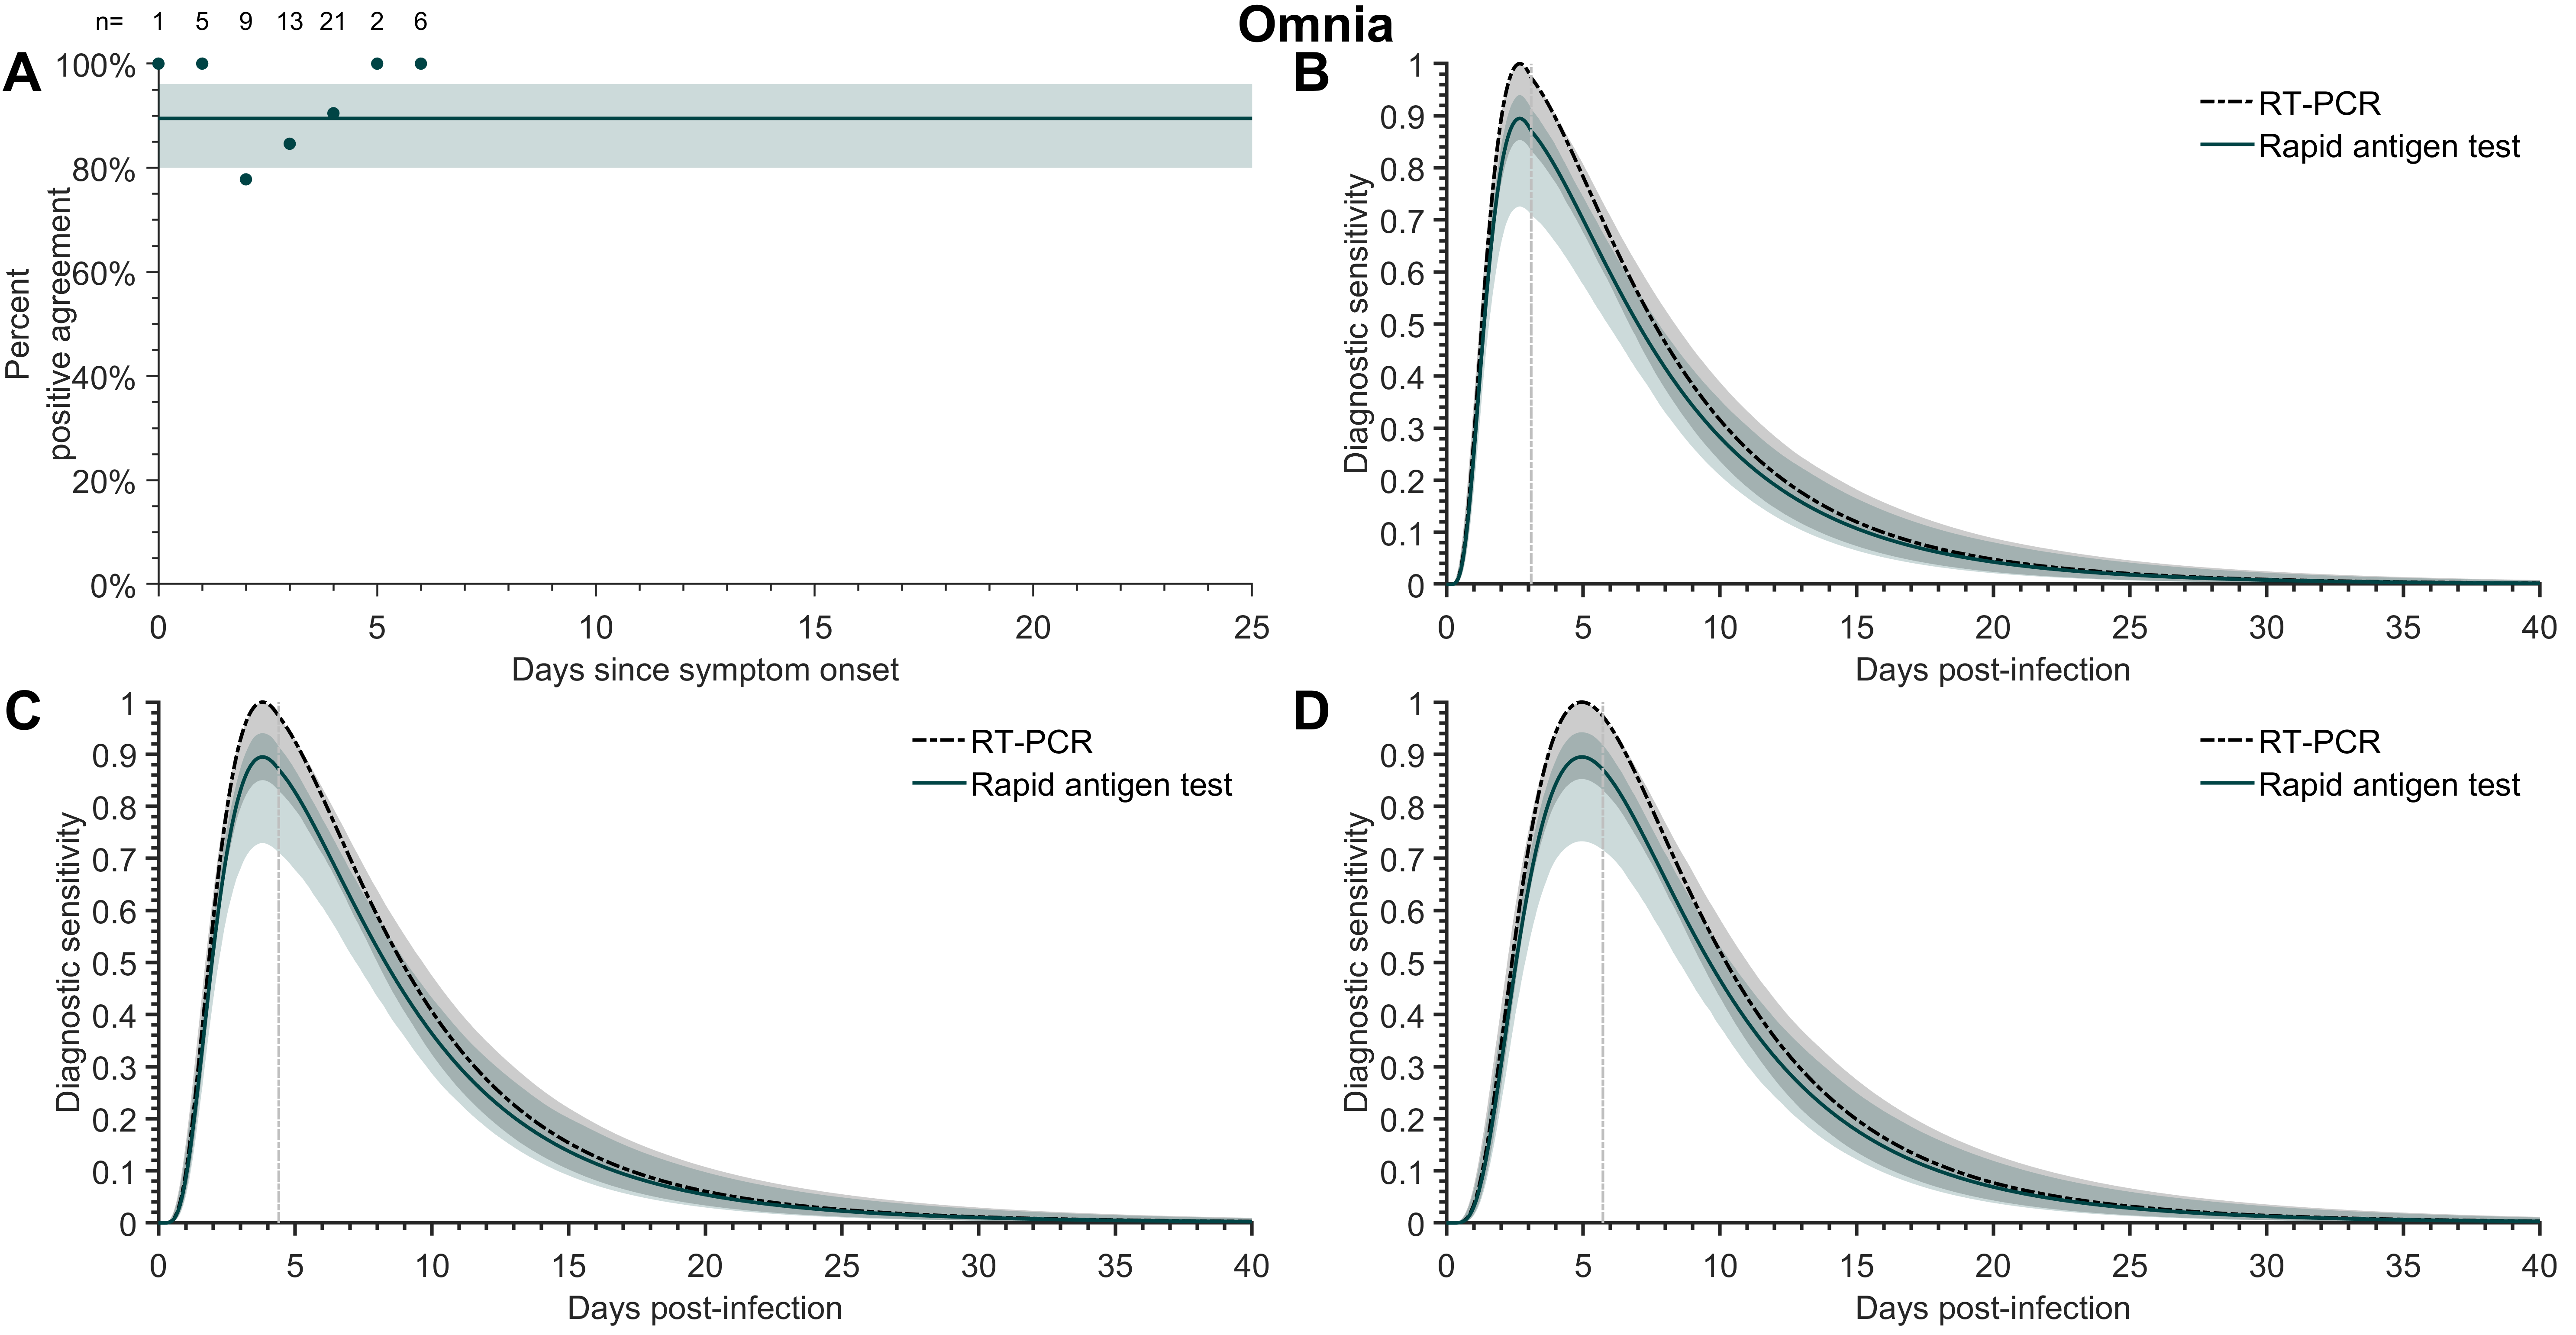 Omnia
A
n= 1 5 9 13 21 2 6
100%
80%
60%
40%
20%
0%
Percent
positive agreement
0 5 10 15 20 25
Days since symptom onset
B
1
0.9
0.8
0.7
0.6
0.5
0.4
0.3
0.2
0.1
0
Diagnostic sensitivity
RT-PCR
Rapid antigen test
0 5 10 15 20 25 30 35 40
Days post-infection
C
1
0.9
0.8
0.7
0.6
0.5
0.4
0.3
0.2
0.1
0
Diagnostic sensitivity
RT-PCR
Rapid antigen test
0 5 10 15 20 25 30 35 40
Days post-infection
D
1
0.9
0.8
0.7
0.6
0.5
0.4
0.3
0.2
0.1
0
Diagnostic sensitivity
RT-PCR
Rapid antigen test
0 5 10 15 20 25 30 35 40
Days post-infection